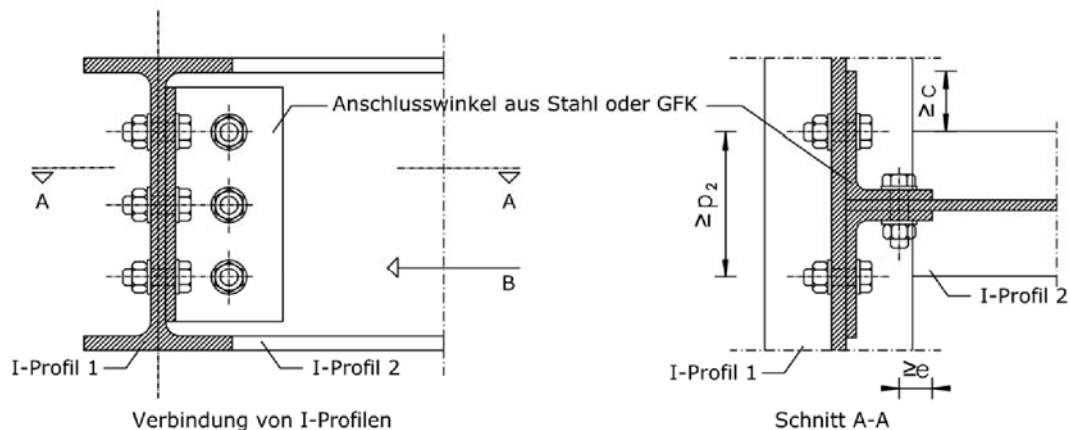 Anschlusswinkel aus Stahl oder GFK
≥c
A
A
≥p₂
B
I-Profil 2
I-Profil 1
I-Profil 2
I-Profil 1
≥e
Verbindung von I-Profilen
Schnitt A-A